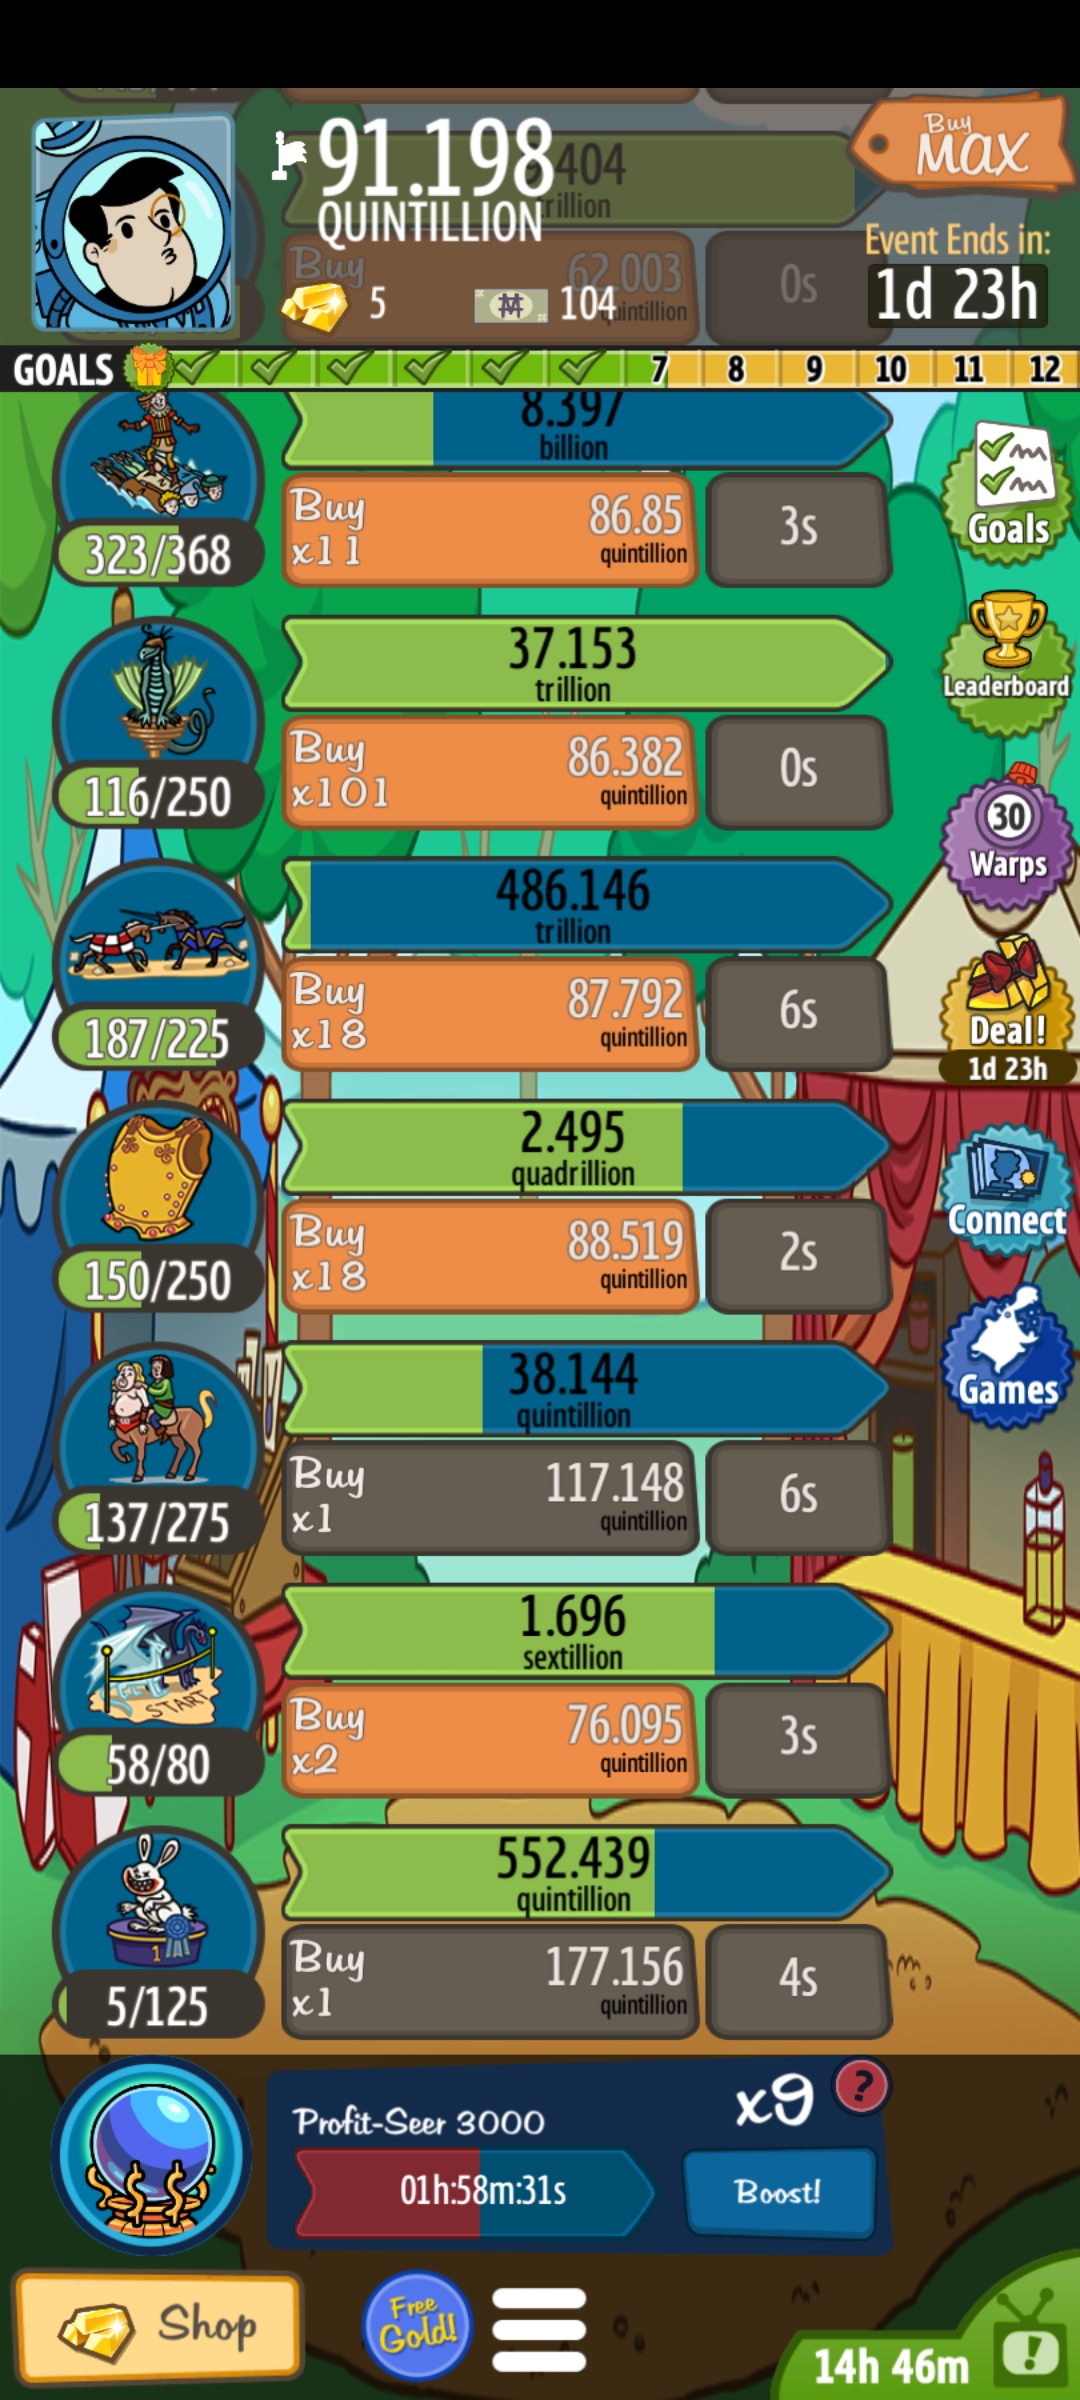 91.198
QUINTILLION
Buy
MAX
404
trillion
Buy
62.003
quintillion
0s
5
104
Event Ends in:
1d 23h
GOALS
7
8
9
10
11
12
8.397
billion
323/368
Buy
x11
86.85
quintillion
3s
Goals
37.153
trillion
116/250
Buy
x101
86.382
quintillion
0s
Leaderboard
30
Warps
486.146
trillion
187/225
Buy
x18
87.792
quintillion
6s
Deal!
1d 23h
2.495
quadrillion
150/250
Buy
x18
88.519
quintillion
2s
Connect
38.144
quintillion
137/275
Buy
x1
117.148
quintillion
6s
Games
1.696
sextillion
START
58/80
Buy
x2
76.095
quintillion
3s
552.439
quintillion
1
5/125
Buy
x1
177.156
quintillion
4s
Profit-Seer 3000
x9
?
01h:58m:31s
Boost!
Shop
Free
Gold!
14h 46m
!